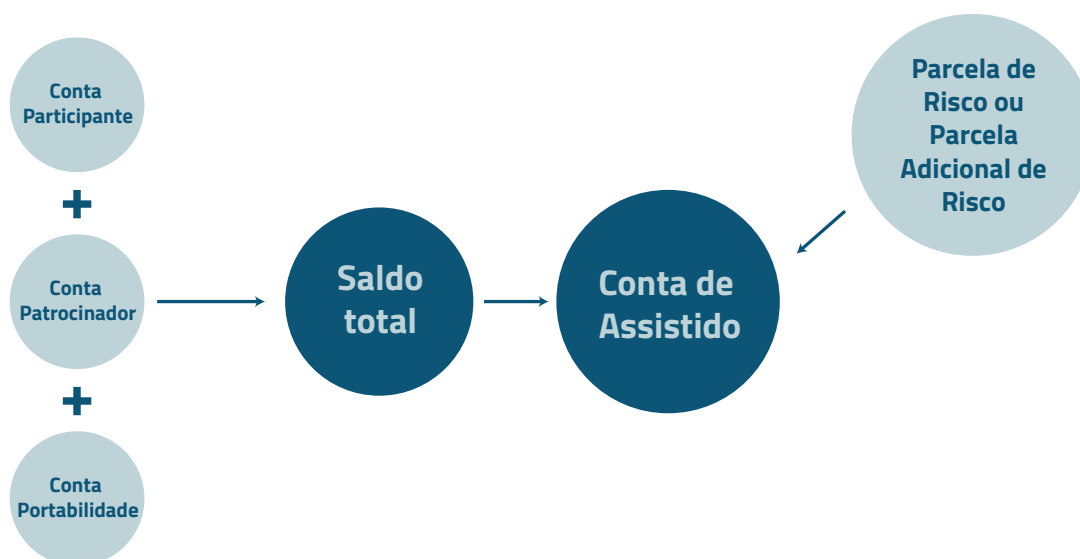 Conta
Participante
+
Conta
Patrocinador
+
Conta
Portabilidade
Saldo
total
Conta de
Assistido
Parcela de
Risco ou
Parcela
Adicional de
Risco